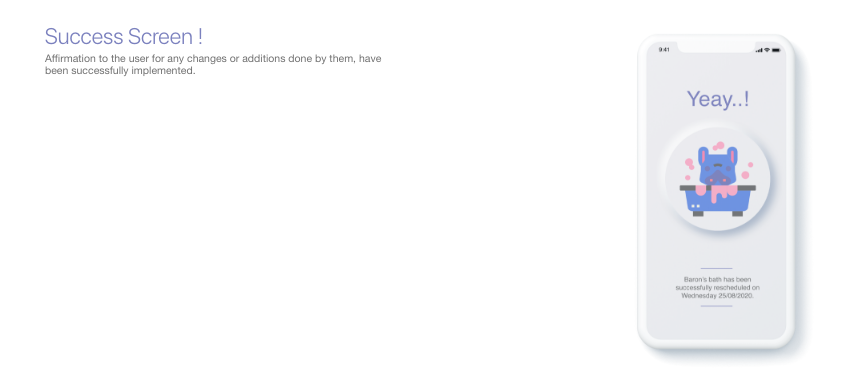 Success Screen !
Affirmation to the user for any changes or additions done by them, have
been successfully implemented.
9:41
Yeay..!
Baron's bath has been
successfully rescheduled on
Wednesday 25/08/2020.